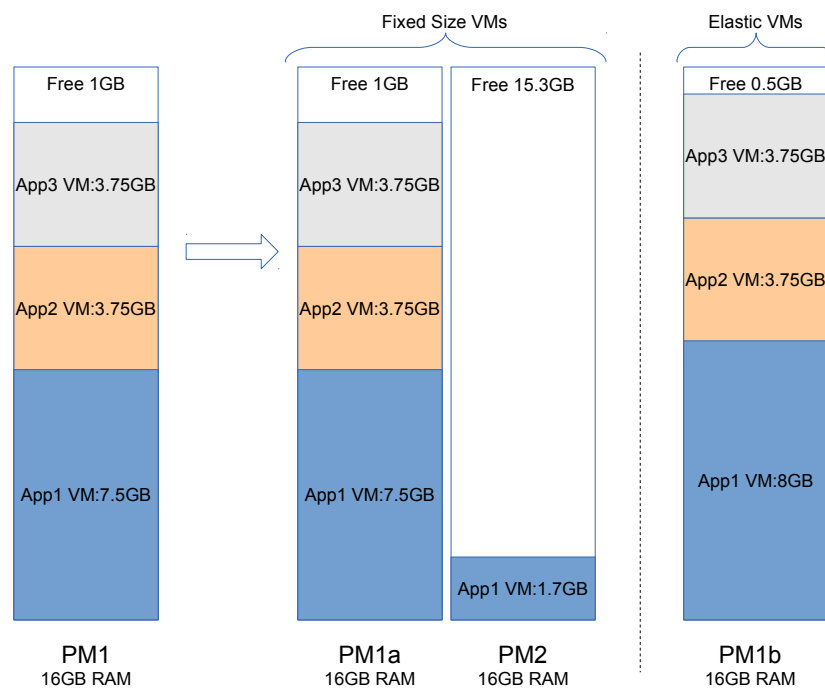 Fixed Size VMs
Elastic VMs
Free 1GB
App3 VM:3.75GB
App2 VM:3.75GB
App1 VM:7.5GB
PM1
16GB RAM
Free 1GB
App3 VM:3.75GB
App2 VM:3.75GB
App1 VM:7.5GB
PM1a
16GB RAM
Free 15.3GB
App1 VM:1.7GB
PM2
16GB RAM
Free 0.5GB
App3 VM:3.75GB
App2 VM:3.75GB
App1 VM:8GB
PM1b
16GB RAM